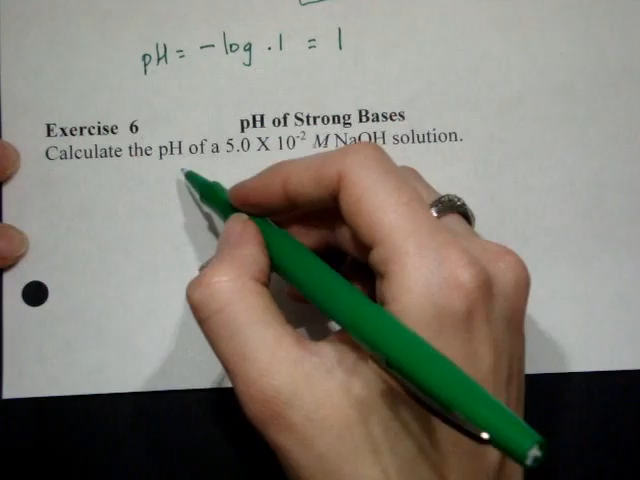 pH = - log .1 = 1
Exercise 6 pH of Strong Bases
Calculate the pH of a 5.0 X 10⁻² M NaOH solution.